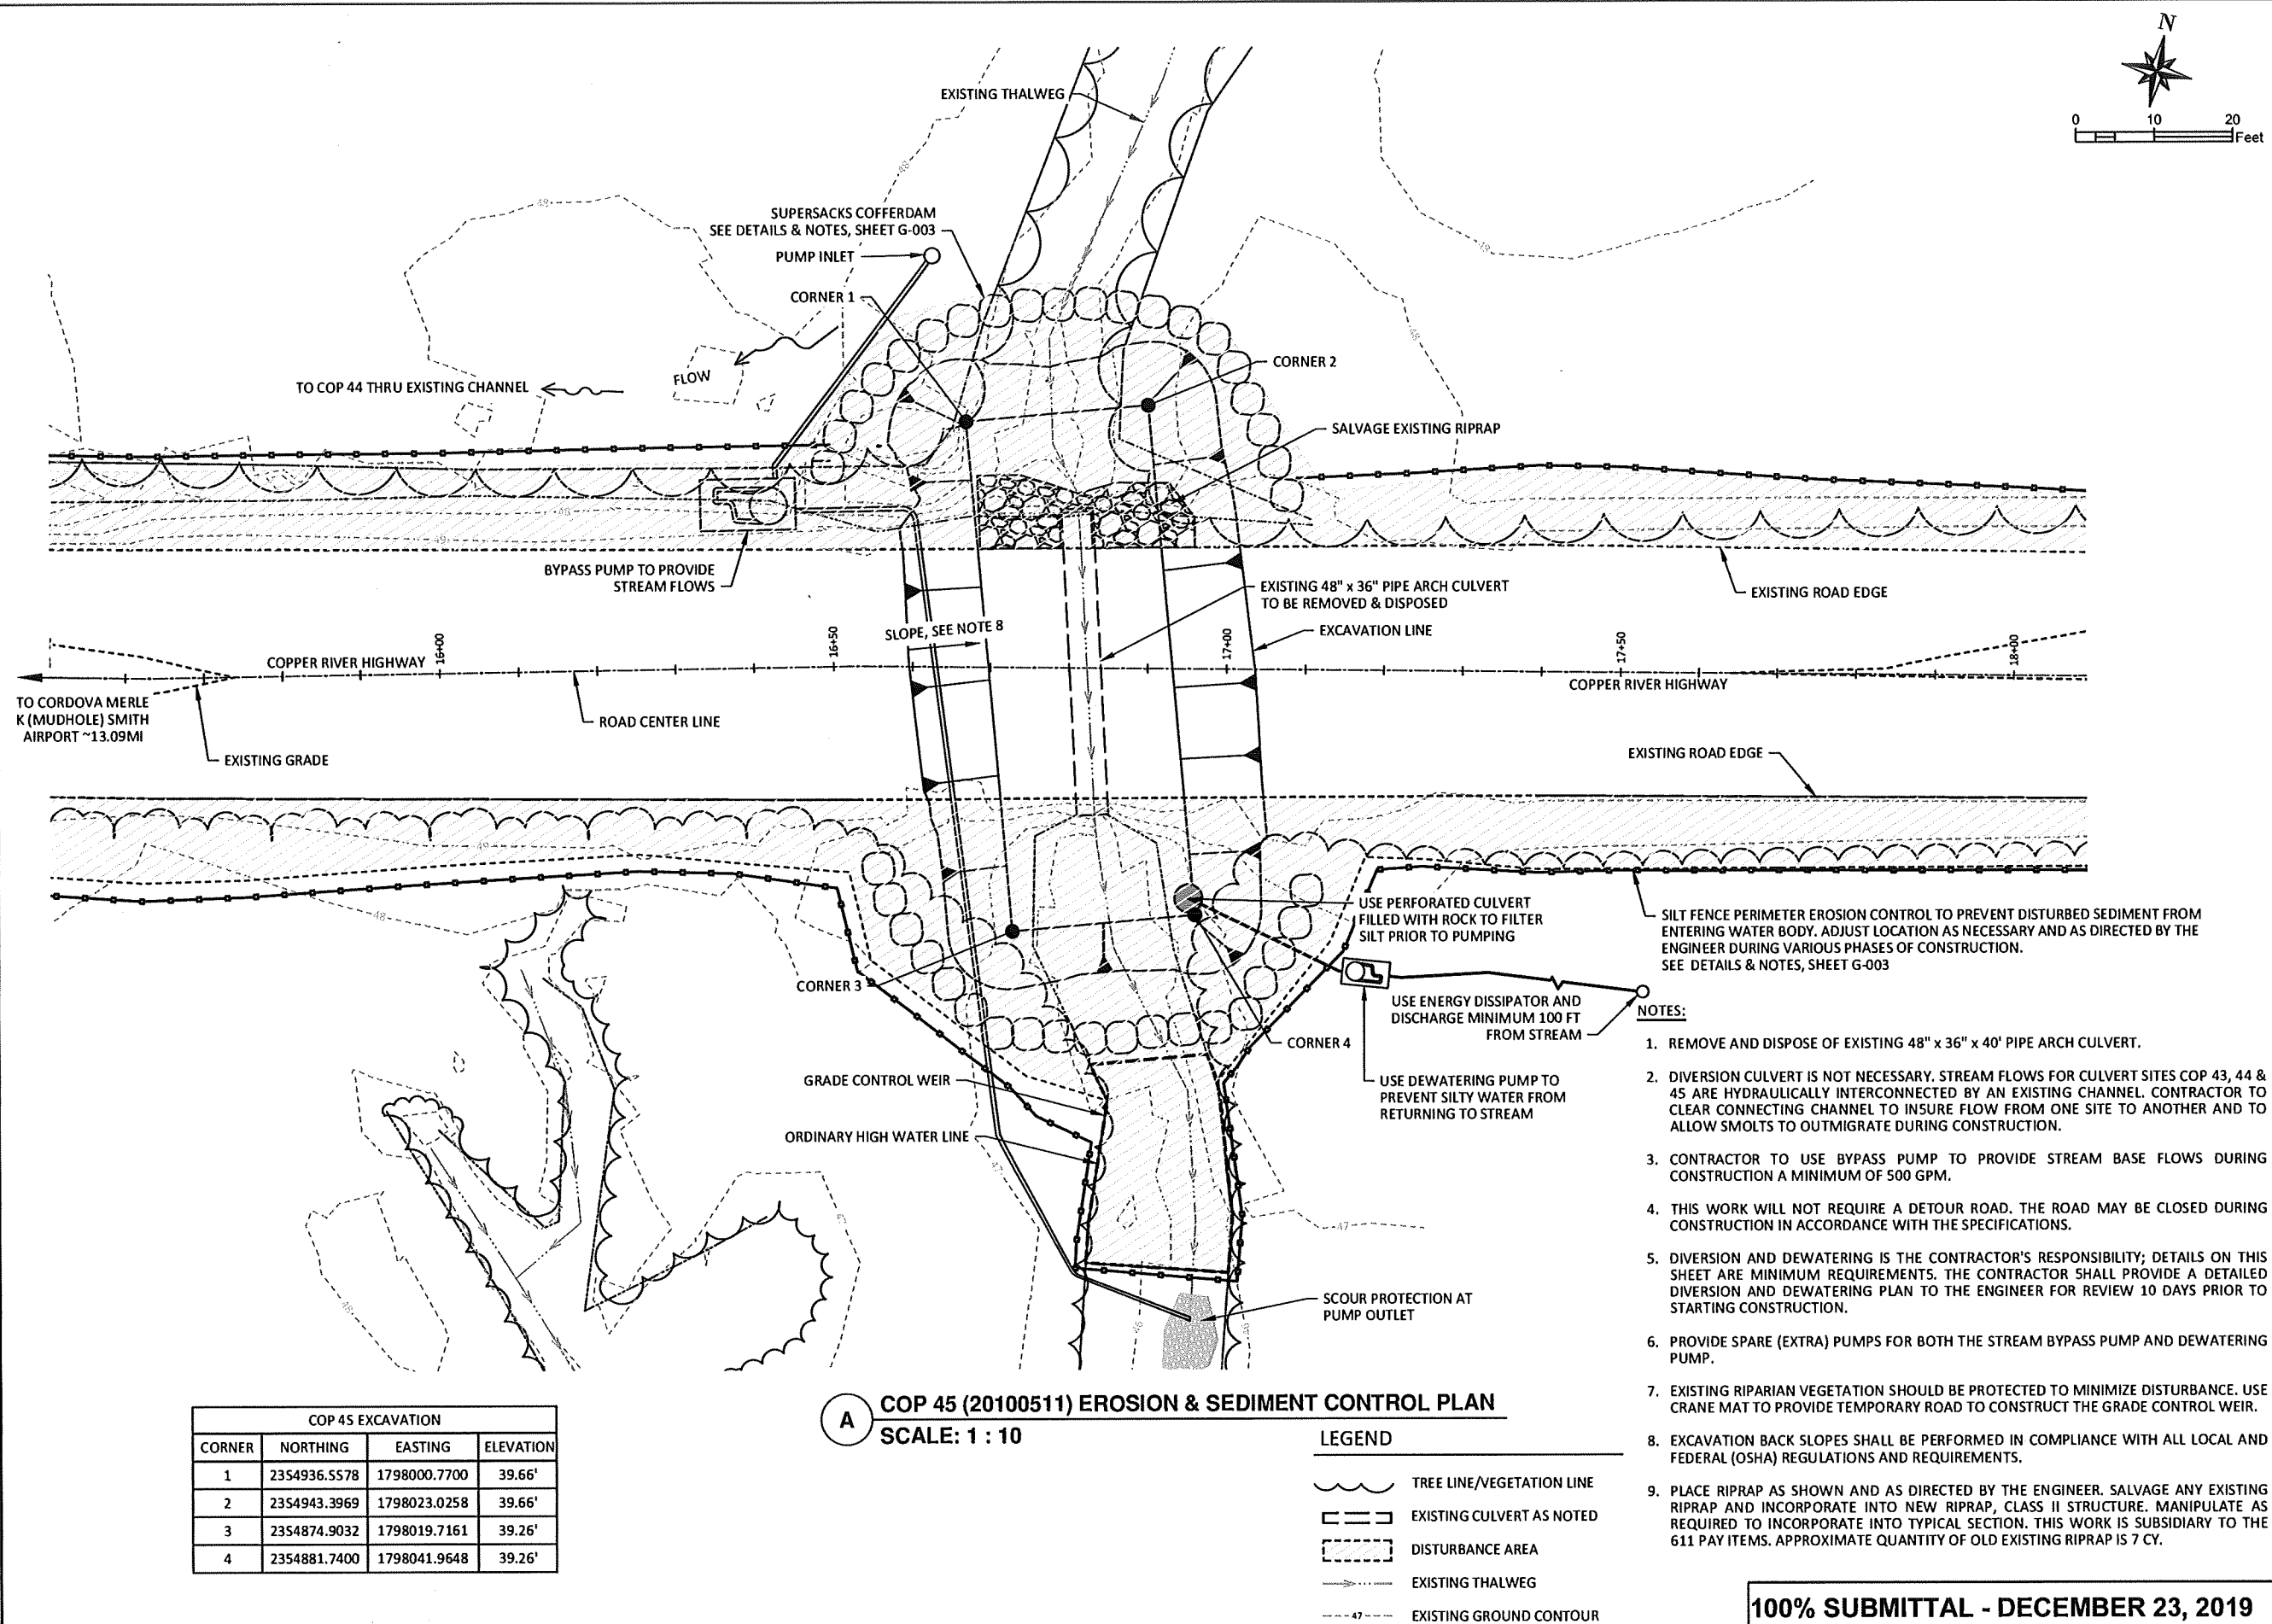 N
0 10 20
Feet
EXISTING THALWEG
SUPERSACKS COFFERDAM
SEE DETAILS & NOTES, SHEET G-003
PUMP INLET
CORNER 1
CORNER 2
FLOW
TO COP 44 THRU EXISTING CHANNEL
SALVAGE EXISTING RIPRAP
BYPASS PUMP TO PROVIDE
STREAM FLOWS
EXISTING 48" x 36" PIPE ARCH CULVERT
TO BE REMOVED & DISPOSED
EXISTING ROAD EDGE
SLOPE, SEE NOTE 8
EXCAVATION LINE
COPPER RIVER HIGHWAY
16+00
16+50
17+00
17+50
18+00
COPPER RIVER HIGHWAY
TO CORDOVA MERLE
K (MUDHOLE) SMITH
AIRPORT ~13.09MI
ROAD CENTER LINE
EXISTING GRADE
EXISTING ROAD EDGE
48
48
48
48
46
49
49
48
48
47
47
47
46
USE PERFORATED CULVERT
FILLED WITH ROCK TO FILTER
SILT PRIOR TO PUMPING
SILT FENCE PERIMETER EROSION CONTROL TO PREVENT DISTURBED SEDIMENT FROM
ENTERING WATER BODY. ADJUST LOCATION AS NECESSARY AND AS DIRECTED BY THE
ENGINEER DURING VARIOUS PHASES OF CONSTRUCTION.
SEE DETAILS & NOTES, SHEET G-003
CORNER 3
USE ENERGY DISSIPATOR AND
DISCHARGE MINIMUM 100 FT
FROM STREAM
CORNER 4
GRADE CONTROL WEIR
USE DEWATERING PUMP TO
PREVENT SILTY WATER FROM
RETURNING TO STREAM
ORDINARY HIGH WATER LINE
SCOUR PROTECTION AT
PUMP OUTLET
NOTES:
1. REMOVE AND DISPOSE OF EXISTING 48" x 36" x 40' PIPE ARCH CULVERT.
2. DIVERSION CULVERT IS NOT NECESSARY. STREAM FLOWS FOR CULVERT SITES COP 43, 44 &
45 ARE HYDRAULICALLY INTERCONNECTED BY AN EXISTING CHANNEL. CONTRACTOR TO
CLEAR CONNECTING CHANNEL TO INSURE FLOW FROM ONE SITE TO ANOTHER AND TO
ALLOW SMOLTS TO OUTMIGRATE DURING CONSTRUCTION.
3. CONTRACTOR TO USE BYPASS PUMP TO PROVIDE STREAM BASE FLOWS DURING
CONSTRUCTION A MINIMUM OF 500 GPM.
4. THIS WORK WILL NOT REQUIRE A DETOUR ROAD. THE ROAD MAY BE CLOSED DURING
CONSTRUCTION IN ACCORDANCE WITH THE SPECIFICATIONS.
5. DIVERSION AND DEWATERING IS THE CONTRACTOR'S RESPONSIBILITY; DETAILS ON THIS
SHEET ARE MINIMUM REQUIREMENTS. THE CONTRACTOR SHALL PROVIDE A DETAILED
DIVERSION AND DEWATERING PLAN TO THE ENGINEER FOR REVIEW 10 DAYS PRIOR TO
STARTING CONSTRUCTION.
6. PROVIDE SPARE (EXTRA) PUMPS FOR BOTH THE STREAM BYPASS PUMP AND DEWATERING
PUMP.
7. EXISTING RIPARIAN VEGETATION SHOULD BE PROTECTED TO MINIMIZE DISTURBANCE. USE
CRANE MAT TO PROVIDE TEMPORARY ROAD TO CONSTRUCT THE GRADE CONTROL WEIR.
8. EXCAVATION BACK SLOPES SHALL BE PERFORMED IN COMPLIANCE WITH ALL LOCAL AND
FEDERAL (OSHA) REGULATIONS AND REQUIREMENTS.
9. PLACE RIPRAP AS SHOWN AND AS DIRECTED BY THE ENGINEER. SALVAGE ANY EXISTING
RIPRAP AND INCORPORATE INTO NEW RIPRAP, CLASS II STRUCTURE. MANIPULATE AS
REQUIRED TO INCORPORATE INTO TYPICAL SECTION. THIS WORK IS SUBSIDIARY TO THE
611 PAY ITEMS. APPROXIMATE QUANTITY OF OLD EXISTING RIPRAP IS 7 CY.
COP 45 EXCAVATION
CORNER NORTHING EASTING ELEVATION
1 2354936.5578 1798000.7700 39.66'
2 2354943.3969 1798023.0258 39.66'
3 2354874.9032 1798019.7161 39.26'
4 2354881.7400 1798041.9648 39.26'
A
COP 45 (20100511) EROSION & SEDIMENT CONTROL PLAN
SCALE: 1 : 10
LEGEND
TREE LINE/VEGETATION LINE
EXISTING CULVERT AS NOTED
DISTURBANCE AREA
EXISTING THALWEG
47 EXISTING GROUND CONTOUR
100% SUBMITTAL - DECEMBER 23, 2019